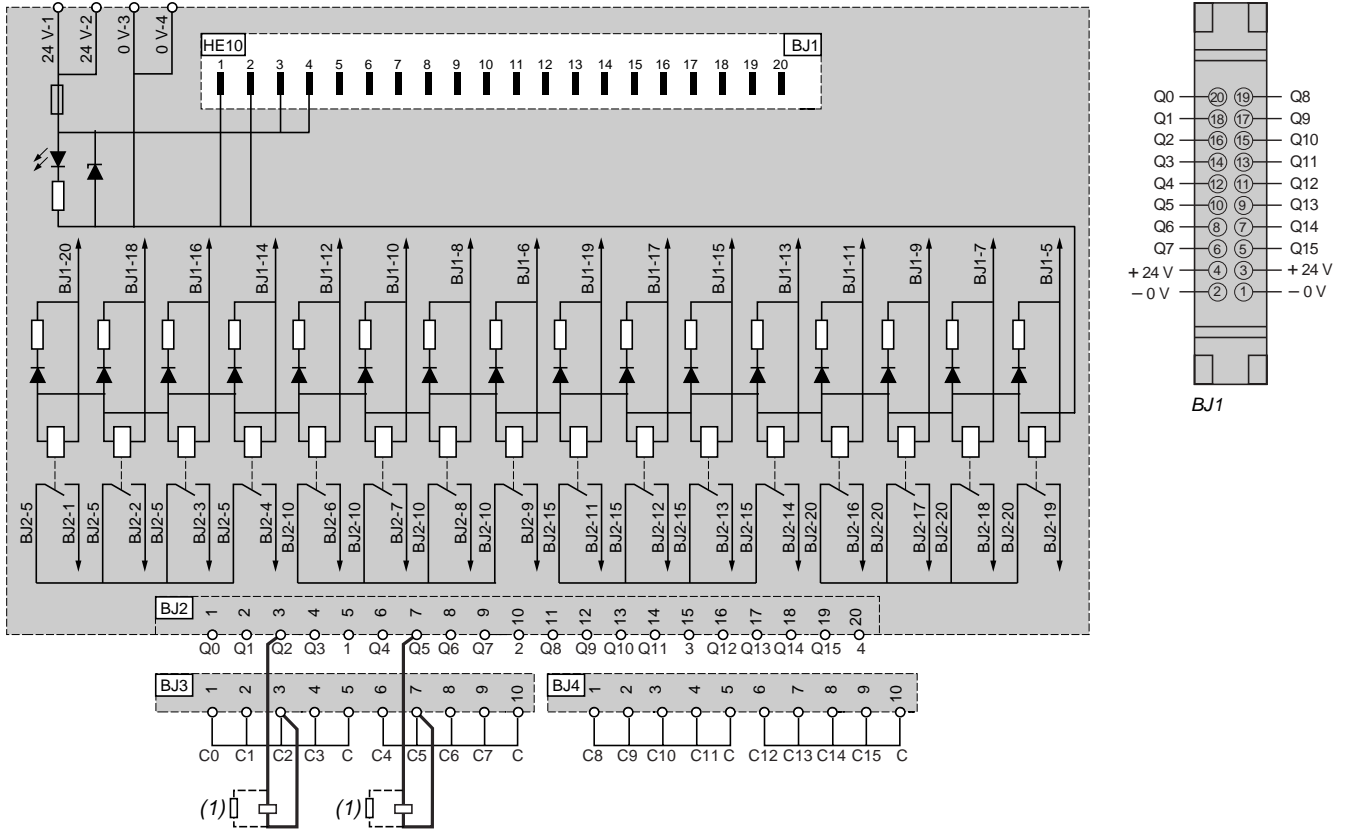 24 V-1
24 V-2
0 V-3
0 V-4
HE10
BJ1
1 2 3 4 5 6 7 8 9 10 11 12 13 14 15 16 17 18 19 20
BJ1-20 BJ1-18 BJ1-16 BJ1-14 BJ1-12 BJ1-10 BJ1-8 BJ1-6 BJ1-19 BJ1-17 BJ1-15 BJ1-13 BJ1-11 BJ1-9 BJ1-7 BJ1-5
BJ2-5 BJ2-1 BJ2-5 BJ2-2 BJ2-5 BJ2-3 BJ2-5 BJ2-4 BJ2-10 BJ2-6 BJ2-10 BJ2-7 BJ2-10 BJ2-8 BJ2-10 BJ2-9 BJ2-15 BJ2-11 BJ2-15 BJ2-12 BJ2-15 BJ2-13 BJ2-15 BJ2-14 BJ2-20 BJ2-16 BJ2-20 BJ2-17 BJ2-20 BJ2-18 BJ2-20 BJ2-19
BJ2 1 2 3 4 5 6 7 8 9 10 11 12 13 14 15 16 17 18 19 20
Q0 Q1 Q2 Q3 1 Q4 Q5 Q6 Q7 2 Q8 Q9 Q10 Q11 3 Q12 Q13 Q14 Q15 4
BJ3 1 2 3 4 5 6 7 8 9 10
C0 C1 C2 C3 C C4 C5 C6 C7 C
BJ4 1 2 3 4 5 6 7 8 9 10
C8 C9 C10 C11 C C12 C13 C14 C15 C
(1) (1)
Q0 20 19 Q8
Q1 18 17 Q9
Q2 16 15 Q10
Q3 14 13 Q11
Q4 12 11 Q12
Q5 10 9 Q13
Q6 8 7 Q14
Q7 6 5 Q15
+ 24 V 4 3 + 24 V
– 0 V 2 1 – 0 V
BJ1